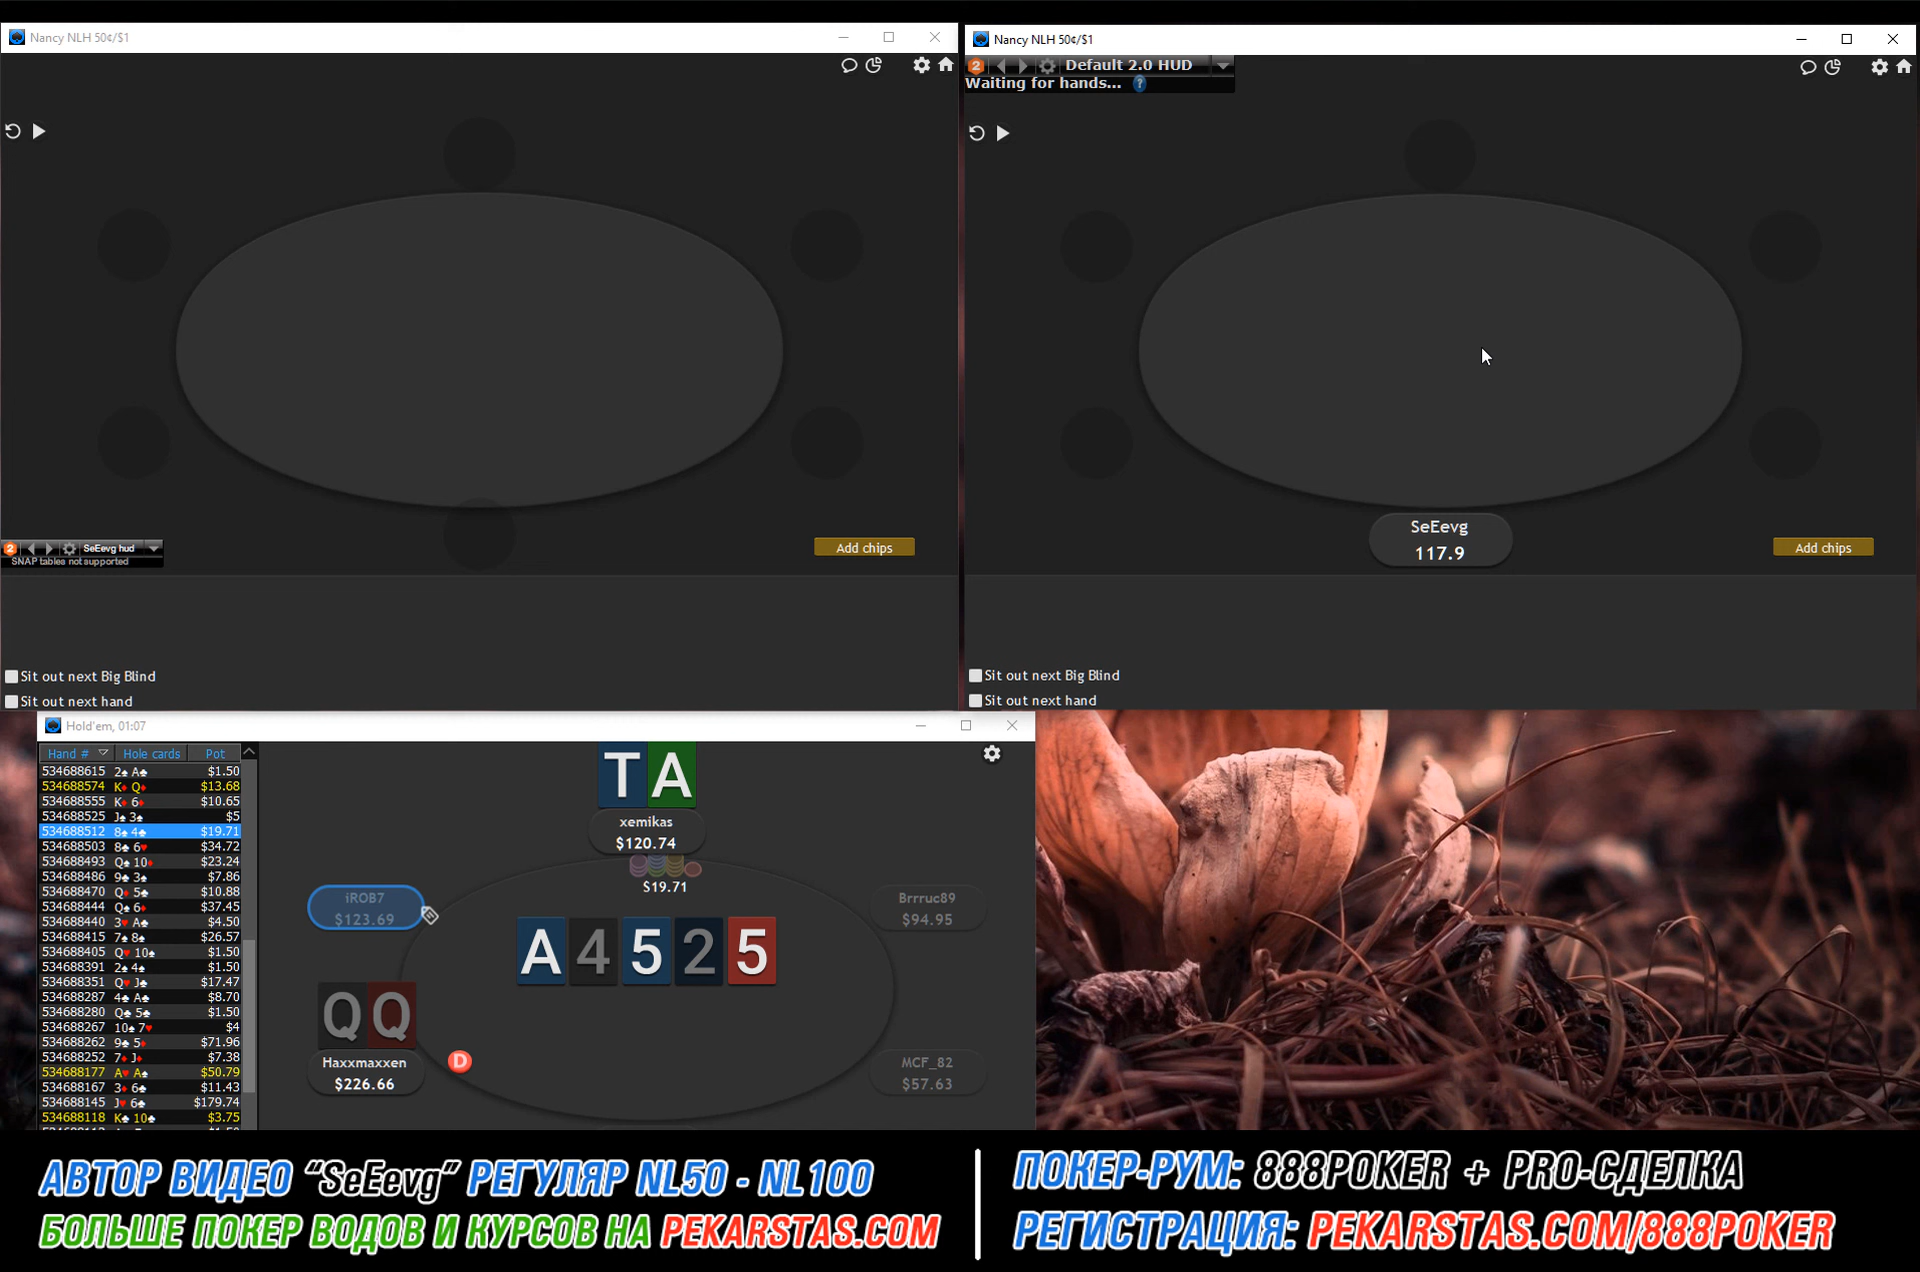 Nancy NLH 50¢/$1
SNAP tables not supported
SeEevg hud
Add chips
Sit out next Big Blind
Sit out next hand
Nancy NLH 50¢/$1
2 Default 2.0 HUD
Waiting for hands... ?
SeEevg
117.9
Add chips
Sit out next Big Blind
Sit out next hand
Hold'em, 01:07
Hand # Hole cards Pot
534688615 2♠ A♣ $1.50
534688574 K♦ Q♦ $13.68
534688555 K♦ 6♦ $10.65
534688525 J♠ 3♠ $5
534688512 8♠ 4♣ $19.71
534688503 8♣ 6♥ $34.72
534688493 Q♠ 10♦ $23.24
534688486 9♣ 3♠ $7.86
534688470 Q♦ 5♣ $10.88
534688444 Q♠ 6♦ $37.45
534688440 3♥ A♣ $4.50
534688415 7♠ 8♠ $26.57
534688405 Q♥ 10♠ $1.50
534688391 2♠ 4♠ $1.50
534688351 Q♥ J♣ $17.47
534688287 4♣ A♣ $8.70
534688280 Q♣ 5♣ $1.50
534688267 10♠ 7♥ $4
534688262 9♣ 5♦ $71.96
534688252 7♦ J♦ $7.38
534688177 A♥ A♠ $50.79
534688167 3♦ 6♣ $11.43
534688145 J♥ 6♣ $179.74
534688118 K♣ 10♣ $3.75
T A
xemikas
$120.74
$19.71
iROB7
$123.69
Brrruc89
$94.95
A 4 5 2 5
Q Q
Haxxmaxxen
$226.66
D
MCF_82
$57.63
АВТОР ВИДЕО “SeEevg” РЕГУЛЯР NL50 - NL100
БОЛЬШЕ ПОКЕР ВОДОВ И КУРСОВ НА PEKARSTAS.COM
ПОКЕР-РУМ: 888POKER + PRO-СДЕЛКА
РЕГИСТРАЦИЯ: PEKARSTAS.COM/888POKER